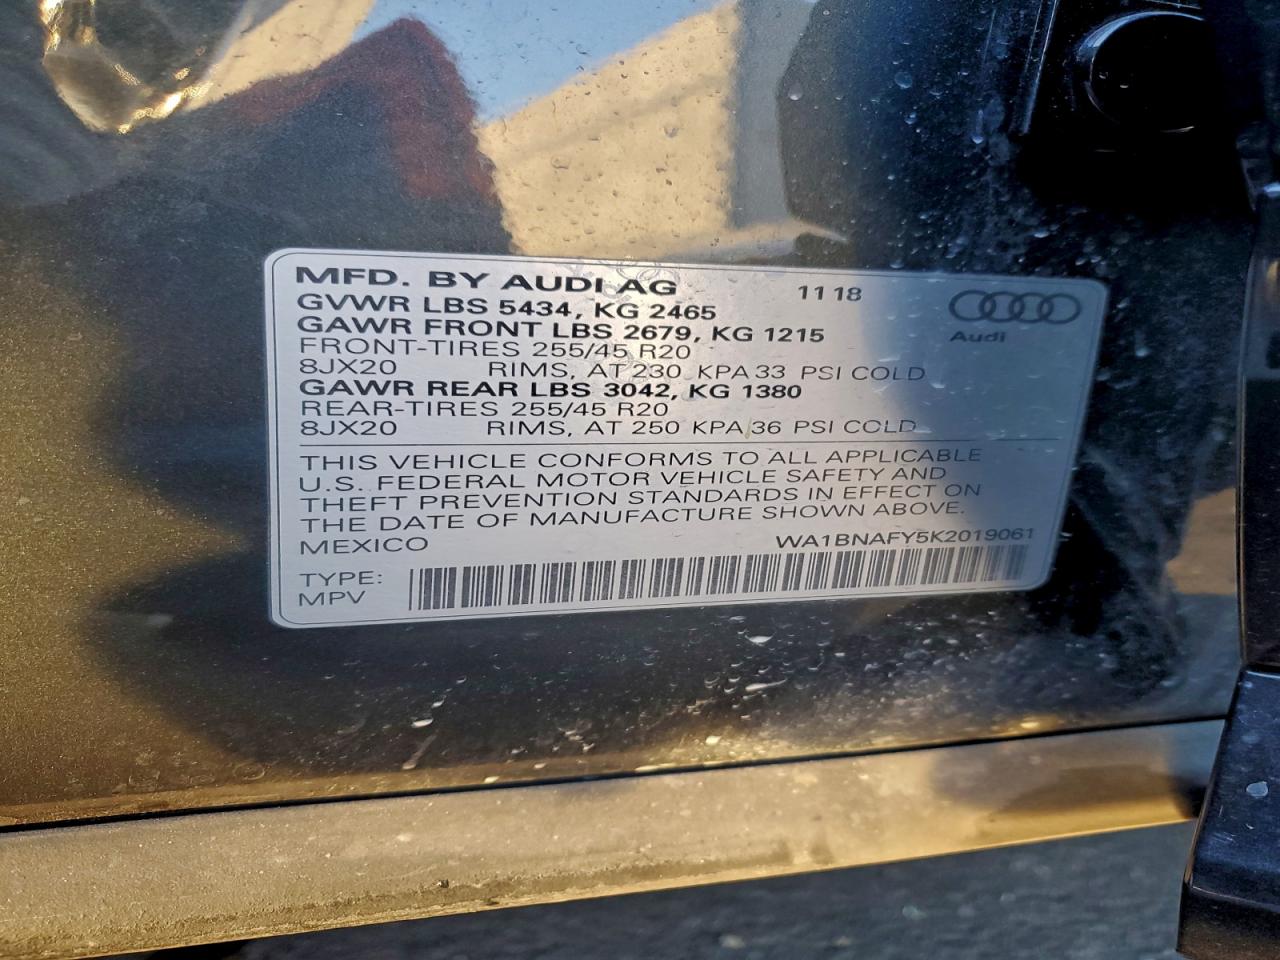 MFD. BY AUDI AG 11 18
GVWR LBS 5434, KG 2465
GAWR FRONT LBS 2679, KG 1215
Audi
FRONT-TIRES 255/45 R20
8JX20 RIMS, AT 230 KPA 33 PSI COLD
GAWR REAR LBS 3042, KG 1380
REAR-TIRES 255/45 R20
8JX20 RIMS, AT 250 KPA 36 PSI COLD
THIS VEHICLE CONFORMS TO ALL APPLICABLE
U.S. FEDERAL MOTOR VEHICLE SAFETY AND
THEFT PREVENTION STANDARDS IN EFFECT ON
THE DATE OF MANUFACTURE SHOWN ABOVE.
MEXICO WA1BNAFY5K2019061
TYPE:
MPV